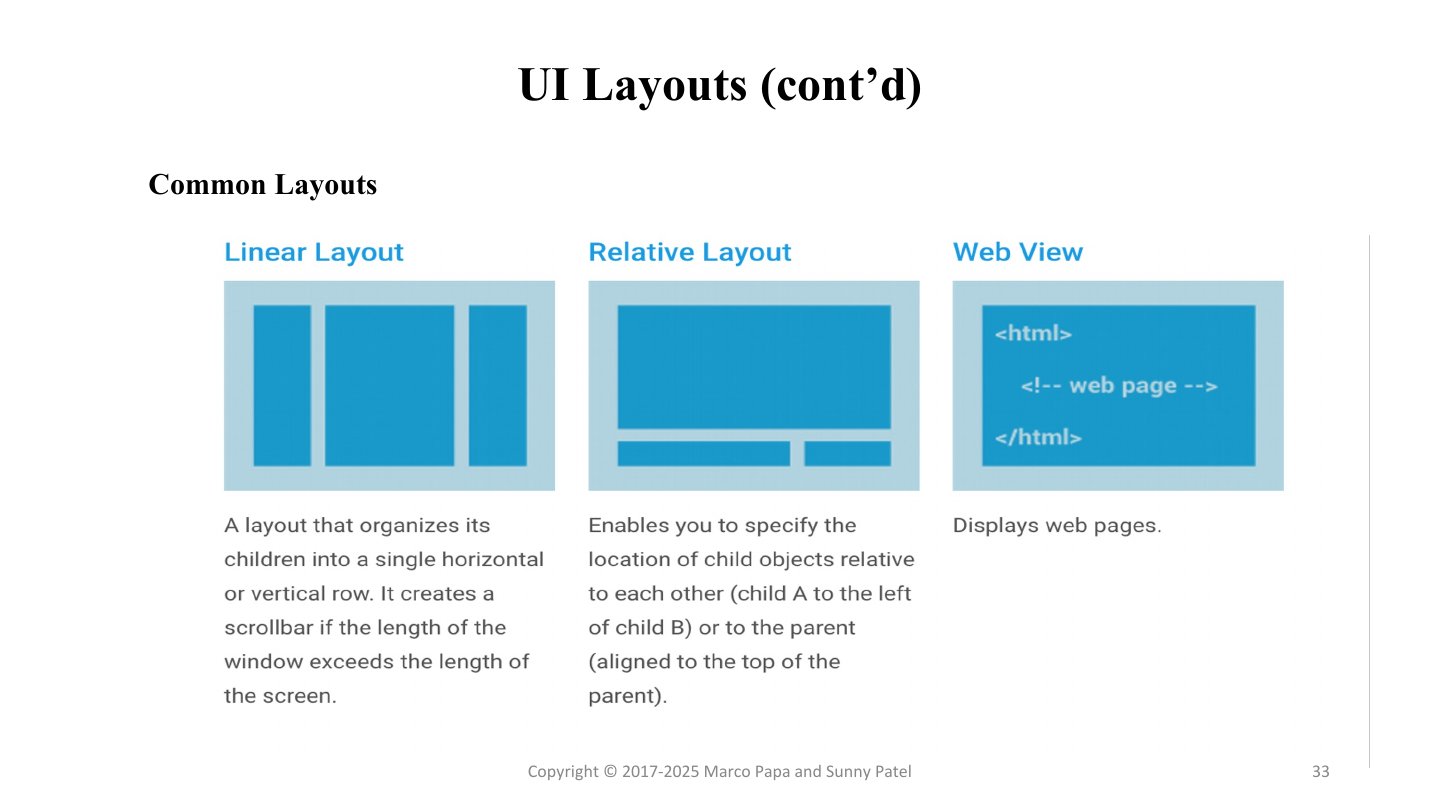 UI Layouts (cont’d)
Common Layouts
Linear Layout
A layout that organizes its
children into a single horizontal
or vertical row. It creates a
scrollbar if the length of the
window exceeds the length of
the screen.
Relative Layout
Enables you to specify the
location of child objects relative
to each other (child A to the left
of child B) or to the parent
(aligned to the top of the
parent).
Web View
<html>
<!-- web page -->
</html>
Displays web pages.
Copyright © 2017-2025 Marco Papa and Sunny Patel
33